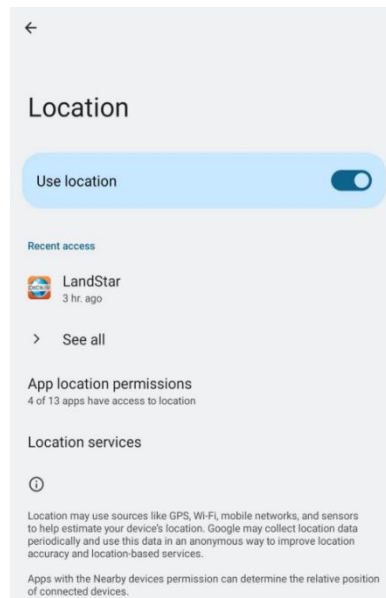 Location
Use location
Recent access
LandStar
3 hr. ago
See all
App location permissions
4 of 13 apps have access to location
Location services
Location may use sources like GPS, Wi-Fi, mobile networks, and sensors
to help estimate your device's location. Google may collect location data
periodically and use this data in an anonymous way to improve location
accuracy and location-based services.
Apps with the Nearby devices permission can determine the relative position
of connected devices.